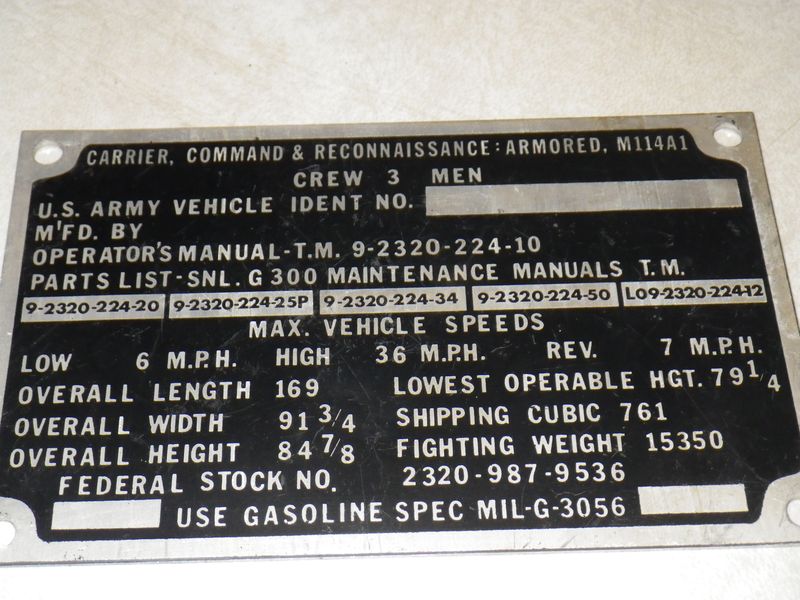 CARRIER, COMMAND & RECONNAISSANCE: ARMORED, M114A1
CREW 3 MEN
U.S. ARMY VEHICLE IDENT NO.
M'F'D. BY
OPERATOR'S MANUAL-T.M. 9-2320-224-10
PARTS LIST-SNL. G 300 MAINTENANCE MANUALS T.M.
9-2320-224-20 9-2320-224-25P 9-2320-224-34 9-2320-224-50 LO9-2320-224-12
MAX. VEHICLE SPEEDS
LOW 6 M.P.H. HIGH 36 M.P.H. REV. 7 M.P.H.
OVERALL LENGTH 169 LOWEST OPERABLE HGT. 79 1/4
OVERALL WIDTH 91 3/4 SHIPPING CUBIC 761
OVERALL HEIGHT 84 7/8 FIGHTING WEIGHT 15350
FEDERAL STOCK NO. 2320-987-9536
USE GASOLINE SPEC MIL-G-3056